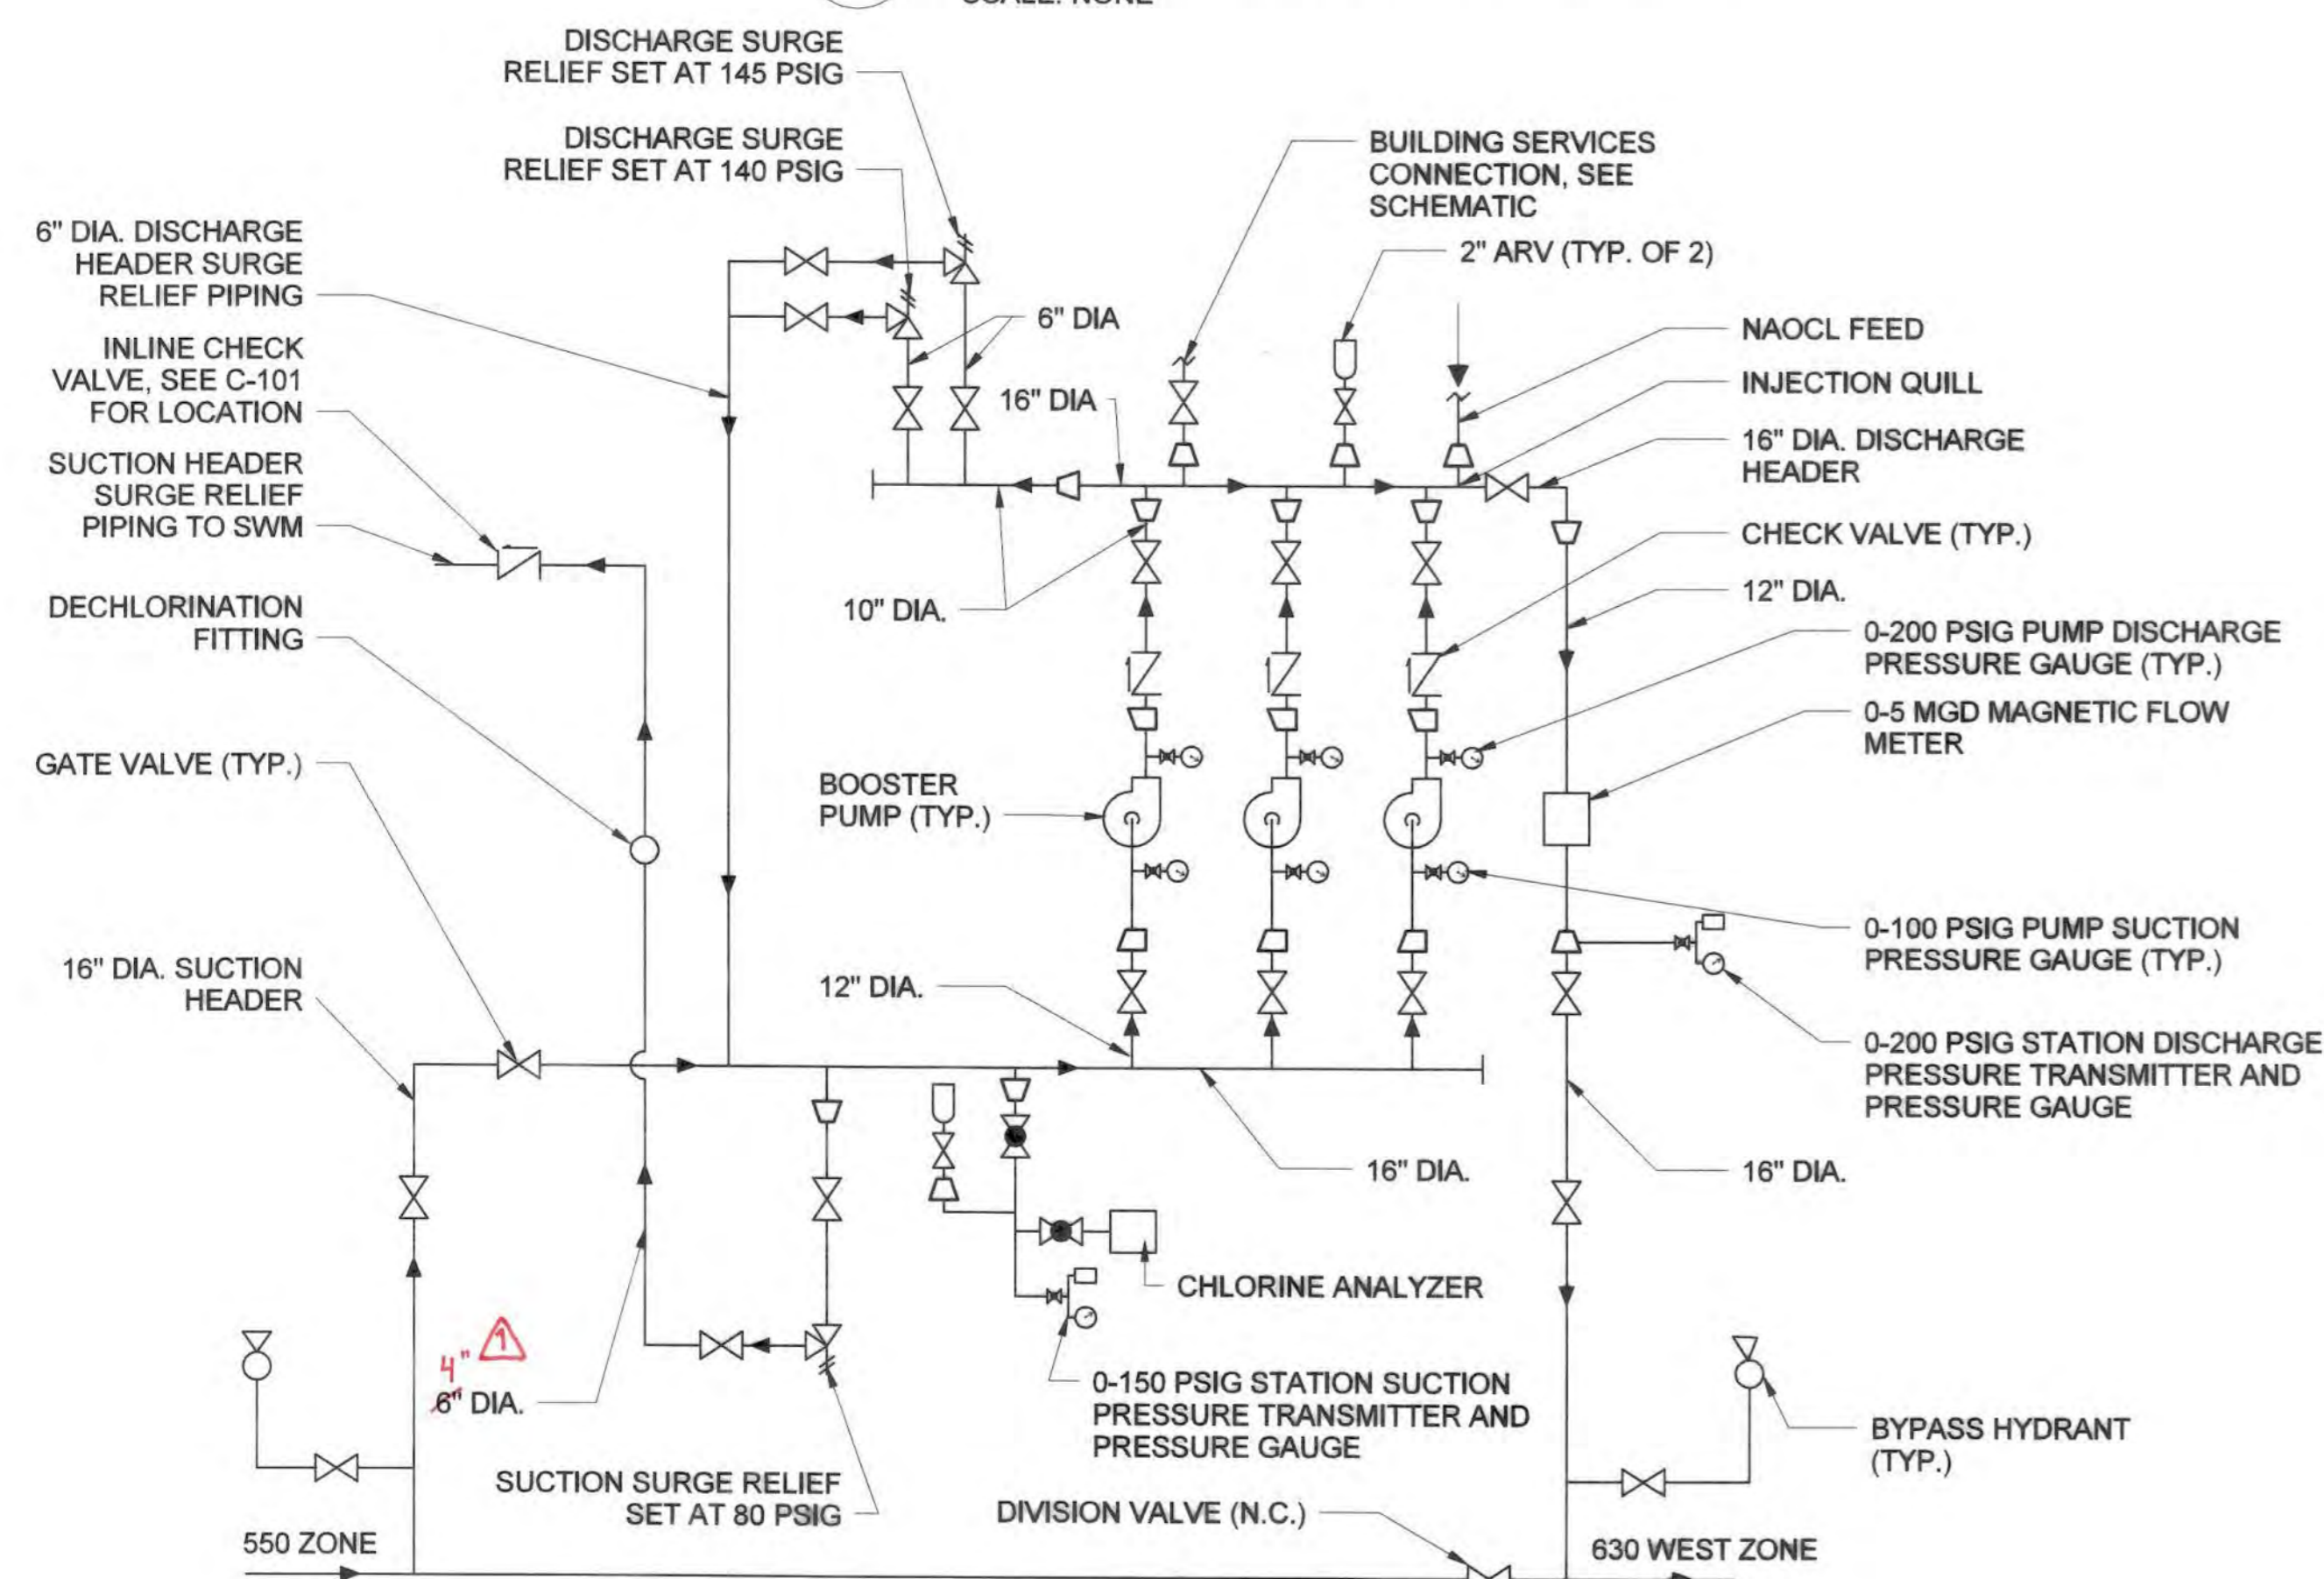 SCALE: NONE
DISCHARGE SURGE
RELIEF SET AT 145 PSIG
DISCHARGE SURGE
RELIEF SET AT 140 PSIG
BUILDING SERVICES
CONNECTION, SEE
SCHEMATIC
2" ARV (TYP. OF 2)
6" DIA. DISCHARGE
HEADER SURGE
RELIEF PIPING
6" DIA
NAOCL FEED
INLINE CHECK
VALVE, SEE C-101
FOR LOCATION
16" DIA
INJECTION QUILL
16" DIA. DISCHARGE
HEADER
SUCTION HEADER
SURGE RELIEF
PIPING TO SWM
CHECK VALVE (TYP.)
DECHLORINATION
FITTING
10" DIA.
12" DIA.
0-200 PSIG PUMP DISCHARGE
PRESSURE GAUGE (TYP.)
0-5 MGD MAGNETIC FLOW
METER
GATE VALVE (TYP.)
BOOSTER
PUMP (TYP.)
0-100 PSIG PUMP SUCTION
PRESSURE GAUGE (TYP.)
16" DIA. SUCTION
HEADER
12" DIA.
0-200 PSIG STATION DISCHARGE
PRESSURE TRANSMITTER AND
PRESSURE GAUGE
16" DIA.
16" DIA.
CHLORINE ANALYZER
4" 1
6" DIA.
0-150 PSIG STATION SUCTION
PRESSURE TRANSMITTER AND
PRESSURE GAUGE
BYPASS HYDRANT
(TYP.)
SUCTION SURGE RELIEF
SET AT 80 PSIG
DIVISION VALVE (N.C.)
550 ZONE
630 WEST ZONE